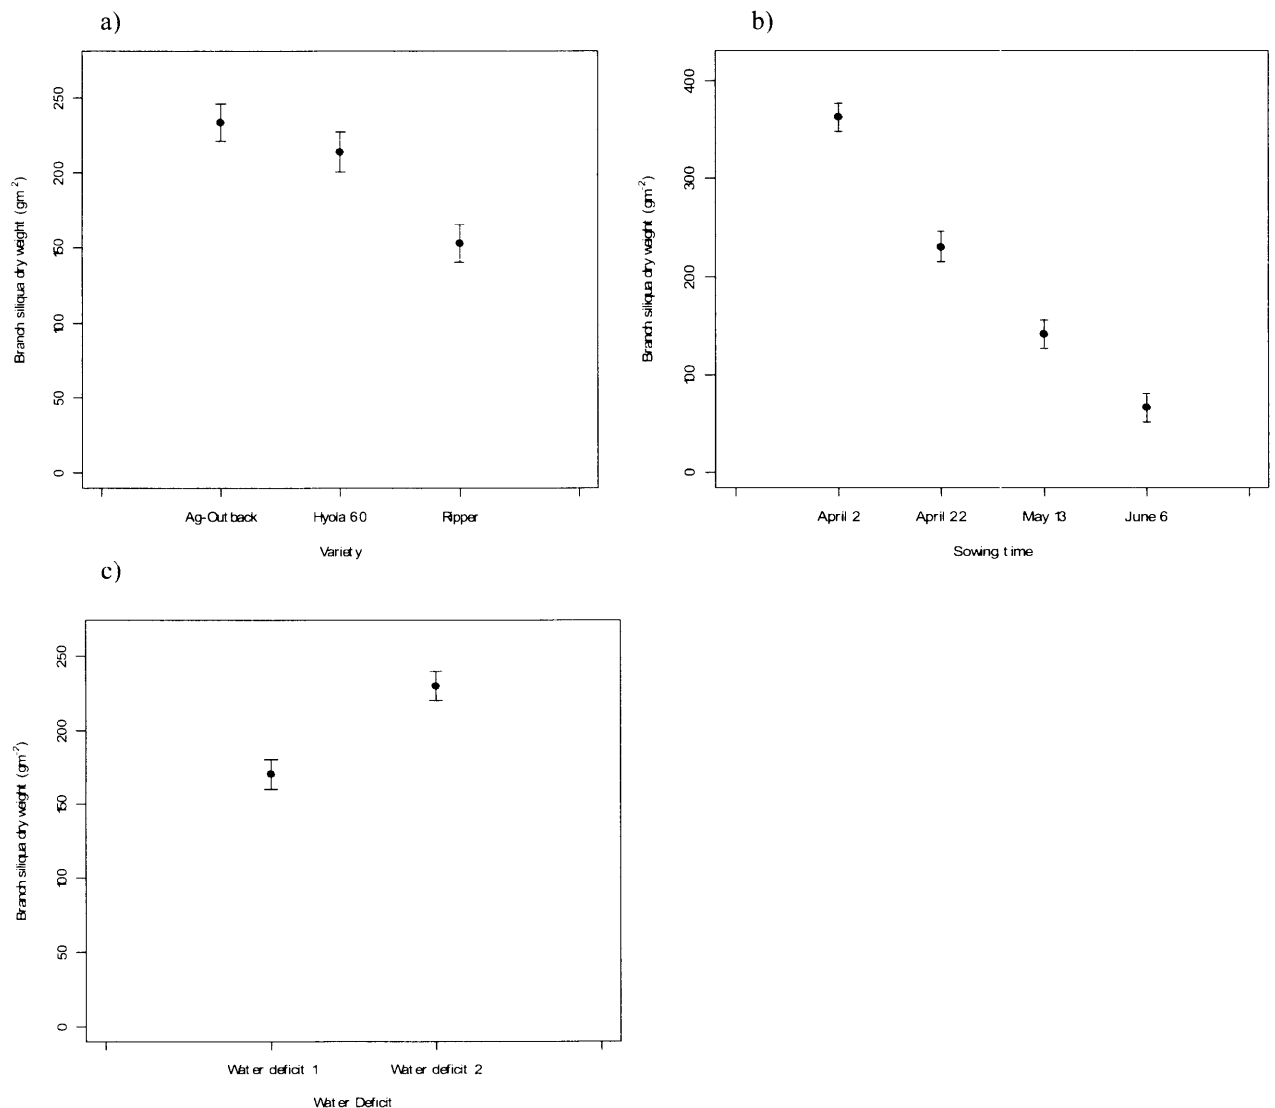 a)
Branch siliqua dry weight (gm-2)
250
200
150
100
50
0
Ag-Outback
Hyola 60
Ripper
Variety
b)
Branch siliqua dry weight (gm-2)
400
300
200
100
0
April 2
April 22
May 13
June 6
Sowing time
c)
Branch siliqua dry weight (gm-2)
250
200
150
100
50
0
Water deficit 1
Water deficit 2
Water Deficit